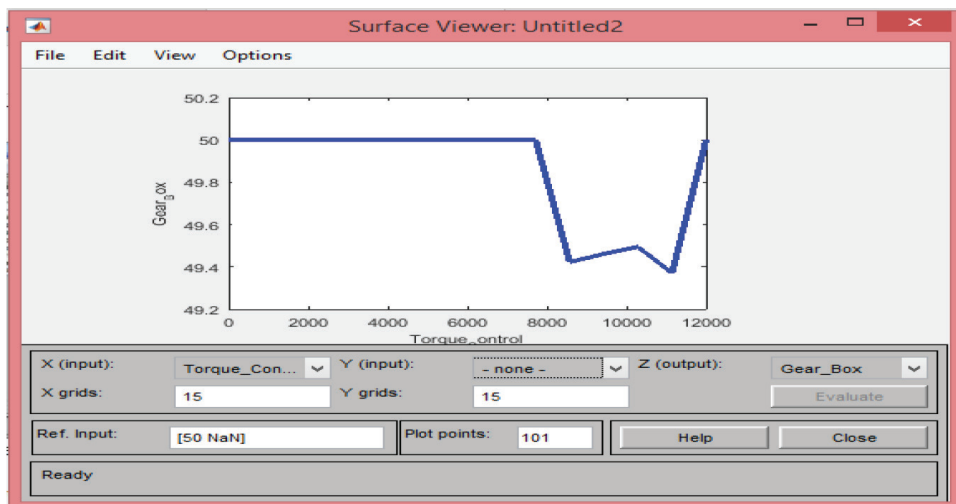 Surface Viewer: Untitled2
File Edit View Options
50.2
50
49.8
49.6
49.4
49.2
Gear_Box
0 2000 4000 6000 8000 10000 12000
Torque_ontrol
X (input): Torque_Con... Y (input): - none - Z (output): Gear_Box
X grids: 15 Y grids: 15 Evaluate
Ref. Input: [50 NaN] Plot points: 101 Help Close
Ready